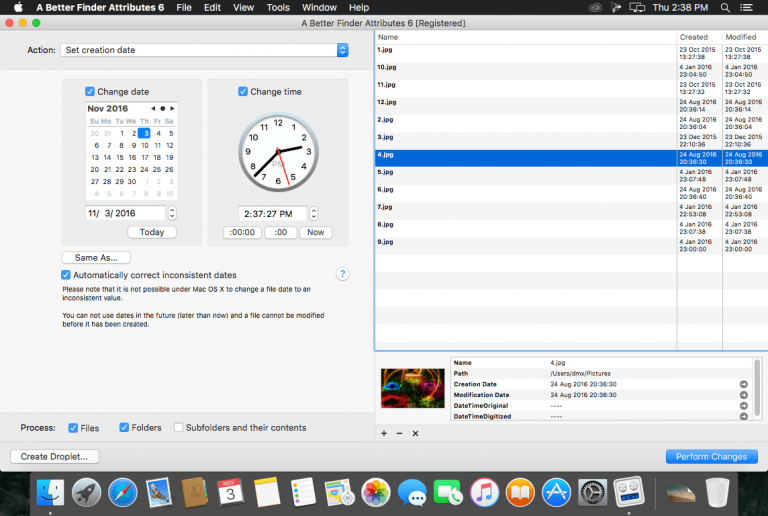 A Better Finder Attributes 6 File Edit View Tools Window Help Thu 2:38 PM
A Better Finder Attributes 6 [Registered]
Action: Set creation date
Change date
Change time
Nov 2016
Su Mo Tu We Th Fr Sa
30 31 1 2 3 4 5
6 7 8 9 10 11 12
13 14 15 16 17 18 19
20 21 22 23 24 25 26
27 28 29 30 1 2 3
4 5 6 7 8 9 10
12 1 2 3 4 5 6 7 8 9 10 11
PM
11/ 3/ 2016
2:37:27 PM
Today
:00:00 :00 Now
Same As...
Automatically correct inconsistent dates
?
Please note that it is not possible under Mac OS X to change a file date to an
inconsistent value.
You can not use dates in the future (later than now) and a file cannot be modified
before it has been created.
Process: Files Folders Subfolders and their contents
Create Droplet...
Name Created Modified
1.jpg 23 Oct 2015 23 Oct 2015
13:27:38 13:27:38
10.jpg 4 Jan 2016 4 Jan 2016
23:04:50 23:04:50
11.jpg 23 Oct 2015 23 Oct 2015
13:27:32 13:27:32
12.jpg 24 Aug 2016 24 Aug 2016
20:36:14 20:36:14
2.jpg 24 Aug 2016 24 Aug 2016
20:36:04 20:36:04
3.jpg 23 Dec 2015 23 Dec 2015
22:10:36 22:10:36
4.jpg 24 Aug 2016 24 Aug 2016
20:36:30 20:36:30
5.jpg 4 Jan 2016 4 Jan 2016
23:07:48 23:07:48
6.jpg 24 Aug 2016 24 Aug 2016
20:36:40 20:36:40
7.jpg 4 Jan 2016 4 Jan 2016
22:53:08 22:53:08
8.jpg 4 Jan 2016 4 Jan 2016
23:07:38 23:07:38
9.jpg 4 Jan 2016 4 Jan 2016
23:00:00 23:00:00
Name 4.jpg
Path /Users/dmx/Pictures
Creation Date 24 Aug 2016 20:36:30
Modification Date 24 Aug 2016 20:36:30
DateTimeOriginal ----
DateTimeDigitized ----
+ − ×
Perform Changes
NOV
3